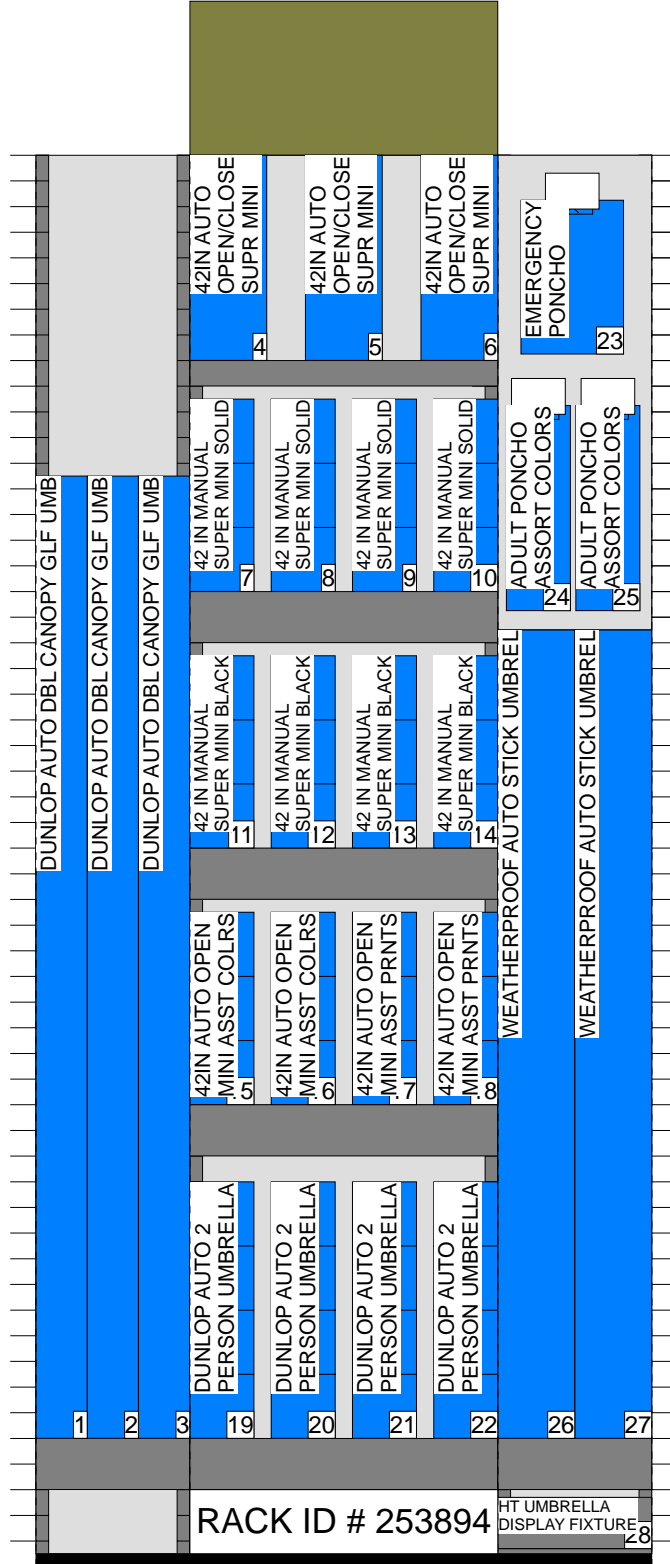 42IN AUTO
OPEN/CLOSE
SUPR MINI
4
42IN AUTO
OPEN/CLOSE
SUPR MINI
5
42IN AUTO
OPEN/CLOSE
SUPR MINI
6
EMERGENCY
PONCHO
23
42 IN MANUAL
SUPER MINI SOLID
7
42 IN MANUAL
SUPER MINI SOLID
8
42 IN MANUAL
SUPER MINI SOLID
9
42 IN MANUAL
SUPER MINI SOLID
10
ADULT PONCHO
ASSORT COLORS
24
ADULT PONCHO
ASSORT COLORS
25
DUNLOP AUTO DBL CANOPY GLF UMB
1
DUNLOP AUTO DBL CANOPY GLF UMB
2
DUNLOP AUTO DBL CANOPY GLF UMB
3
42 IN MANUAL
SUPER MINI BLACK
11
42 IN MANUAL
SUPER MINI BLACK
12
42 IN MANUAL
SUPER MINI BLACK
13
42 IN MANUAL
SUPER MINI BLACK
14
WEATHERPROOF AUTO STICK UMBREL
26
WEATHERPROOF AUTO STICK UMBREL
27
42IN AUTO OPEN
MINI ASST COLRS
5
42IN AUTO OPEN
MINI ASST COLRS
6
42IN AUTO OPEN
MINI ASST PRNTS
7
42IN AUTO OPEN
MINI ASST PRNTS
8
DUNLOP AUTO 2
PERSON UMBRELLA
19
DUNLOP AUTO 2
PERSON UMBRELLA
20
DUNLOP AUTO 2
PERSON UMBRELLA
21
DUNLOP AUTO 2
PERSON UMBRELLA
22
RACK ID # 253894
HT UMBRELLA
DISPLAY FIXTURE
28